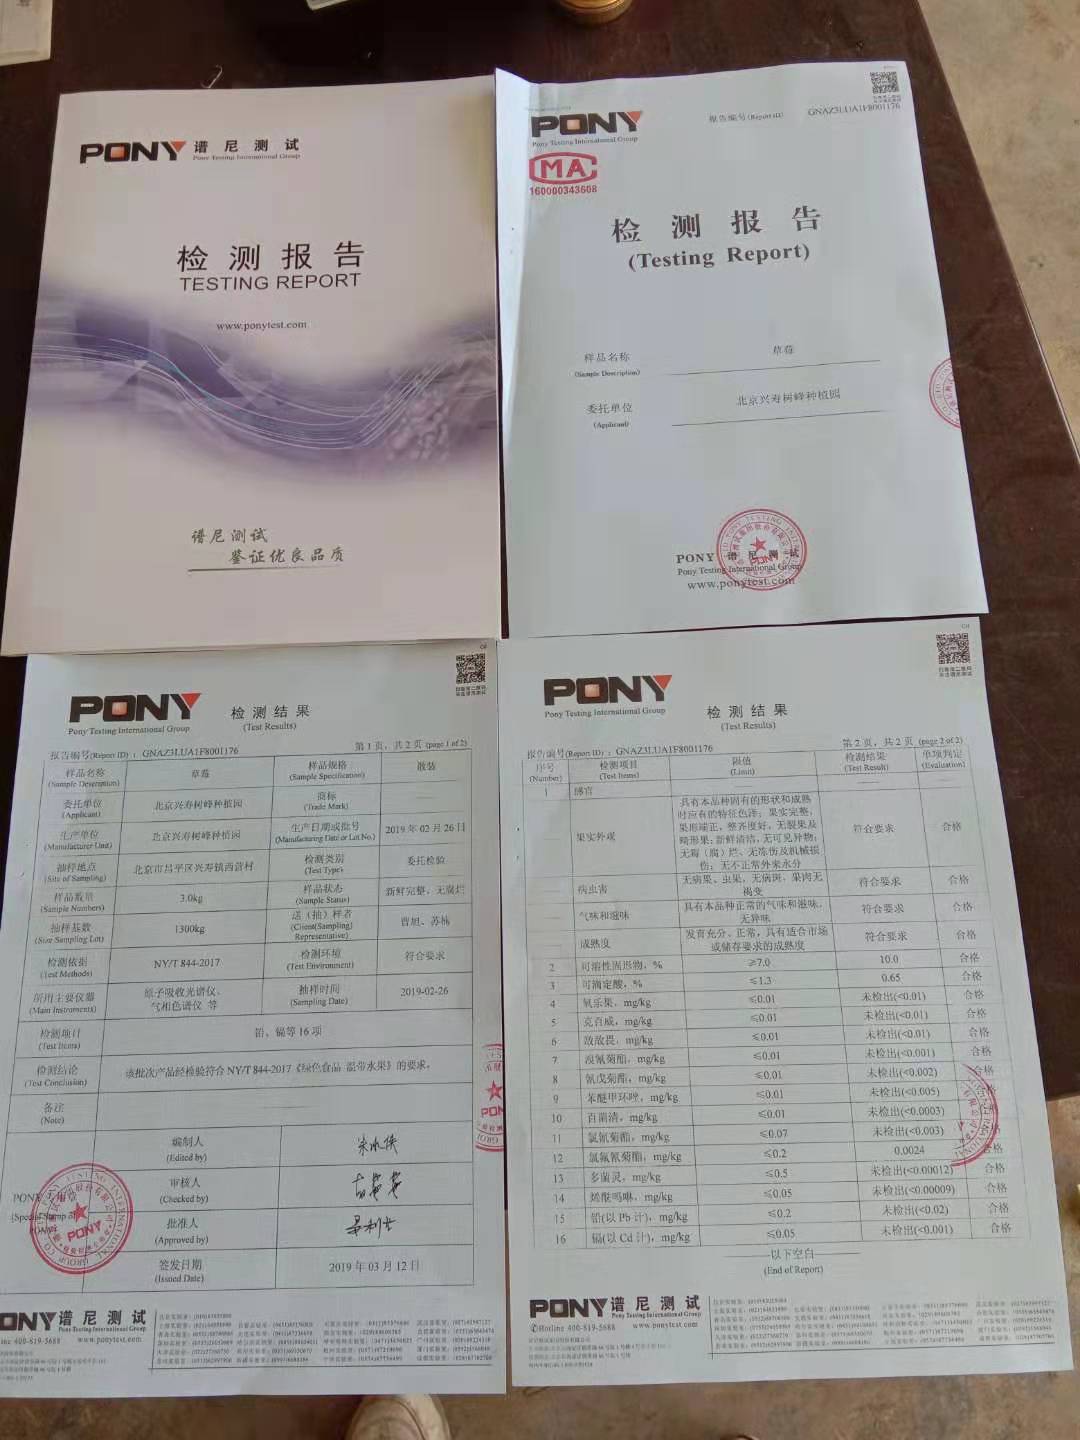 PONY 谱尼测试
Pony Testing International Group
检测报告
TESTING REPORT
www.ponytest.com
谱尼测试
鉴证优良品质
PONY
Pony Testing International Group
报告编号(Report ID) GNAZ3LUA1F8001176
MA
160000343608
检测报告
(Testing Report)
样品名称 草莓
(Sample Description)
委托单位 北京兴寿树峰种植园
(Applicant)
PONY 谱尼测试
Pony Testing International Group
www.ponytest.com
PONY 检测结果
Pony Testing International Group (Test Results)
报告编号(Report ID)：GNAZ3LUA1F8001176 第1页，共2页 (page 1 of 2)
样品名称 草莓 样品规格 散装
(Sample Description) (Sample Specification)
委托单位 北京兴寿树峰种植园 商标 ——
(Applicant) (Trade Mark)
生产单位 北京兴寿树峰种植园 生产日期或批号 2019年02月26日
(Manufacturer Unit) (Manufacturing Date or Lot No.)
抽样地点 北京市昌平区兴寿镇西营村 检测类别 委托检验
(Site of Sampling) (Test Type)
样品数量 3.0kg 样品状态 新鲜完整、无腐烂
(Sample Numbers) (Sample Status)
抽样基数 1300kg 送（抽）样者
(Size Sampling Lot) (Client(Sampling) Representative)
检测依据 NY/T 844-2017 检测环境 符合要求
(Test Methods) (Test Environment)
所用主要仪器 原子吸收光谱仪、气相色谱仪 等 抽样时间 2019-02-26
(Main Instruments) (Sampling Date)
检测项目 铅、镉等16项
(Test Items)
检测结论 该批次产品经检验符合NY/T 844-2017《绿色食品 温带水果》的要求。
(Test Conclusion)
备注 ——
(Note)
编制人
(Edited by)
审核人
(Checked by)
批准人
(Approved by)
签发日期 2019年03月12日
(Issued Date)
PONY 谱尼测试
Pony Testing International Group
400-819-5688 www.ponytest.com
PONY 检测结果
Pony Testing International Group (Test Results)
报告编号(Report ID)：GNAZ3LUA1F8001176 第2页，共2页 (page 2 of 2)
序号 检测项目 限值 检测结果 单项判定
(Number) (Test Items) (Limit) (Test Result) (Evaluation)
1 感官 —— —— ——
果实外观 具有本品种固有的形状和成熟时应有的特征色泽；果实完整，果形端正，整齐度好，无裂果及畸形果；新鲜清洁，无可见异物；无霉（腐）烂、无冻伤及机械损伤；无不正常外来水分 符合要求 合格
病虫害 无病果、虫果，无病斑，果肉无褐变 符合要求 合格
气味和滋味 具有本品种正常的气味和滋味，无异味 符合要求 合格
成熟度 发育充分、正常，具有适合市场或储存要求的成熟度 符合要求 合格
2 可溶性固形物，% ≥7.0 10.0 合格
3 可滴定酸，% ≤1.3 0.65 合格
4 氧乐果，mg/kg ≤0.01 未检出(<0.01) 合格
5 克百威，mg/kg ≤0.01 未检出(<0.01) 合格
6 敌敌畏，mg/kg ≤0.01 未检出(<0.01) 合格
7 溴氰菊酯，mg/kg ≤0.01 未检出(<0.001) 合格
8 氰戊菊酯，mg/kg ≤0.01 未检出(<0.002) 合格
9 苯醚甲环唑，mg/kg ≤0.01 未检出(<0.005) 合格
10 百菌清，mg/kg ≤0.01 未检出(<0.0003) 合格
11 氯氰菊酯，mg/kg ≤0.07 未检出(<0.003) 合格
12 氯氟氰菊酯，mg/kg ≤0.2 0.0024 合格
13 多菌灵，mg/kg ≤0.5 未检出(<0.00012) 合格
14 烯酰吗啉，mg/kg ≤0.05 未检出(<0.00009) 合格
15 铅(以 Pb 计)，mg/kg ≤0.2 未检出(<0.02) 合格
16 镉(以 Cd 计)，mg/kg ≤0.05 未检出(<0.001) 合格
——以下空白——
(End of Report)
PONY 谱尼测试
Pony Testing International Group
Hotline 400-819-5688 www.ponytest.com